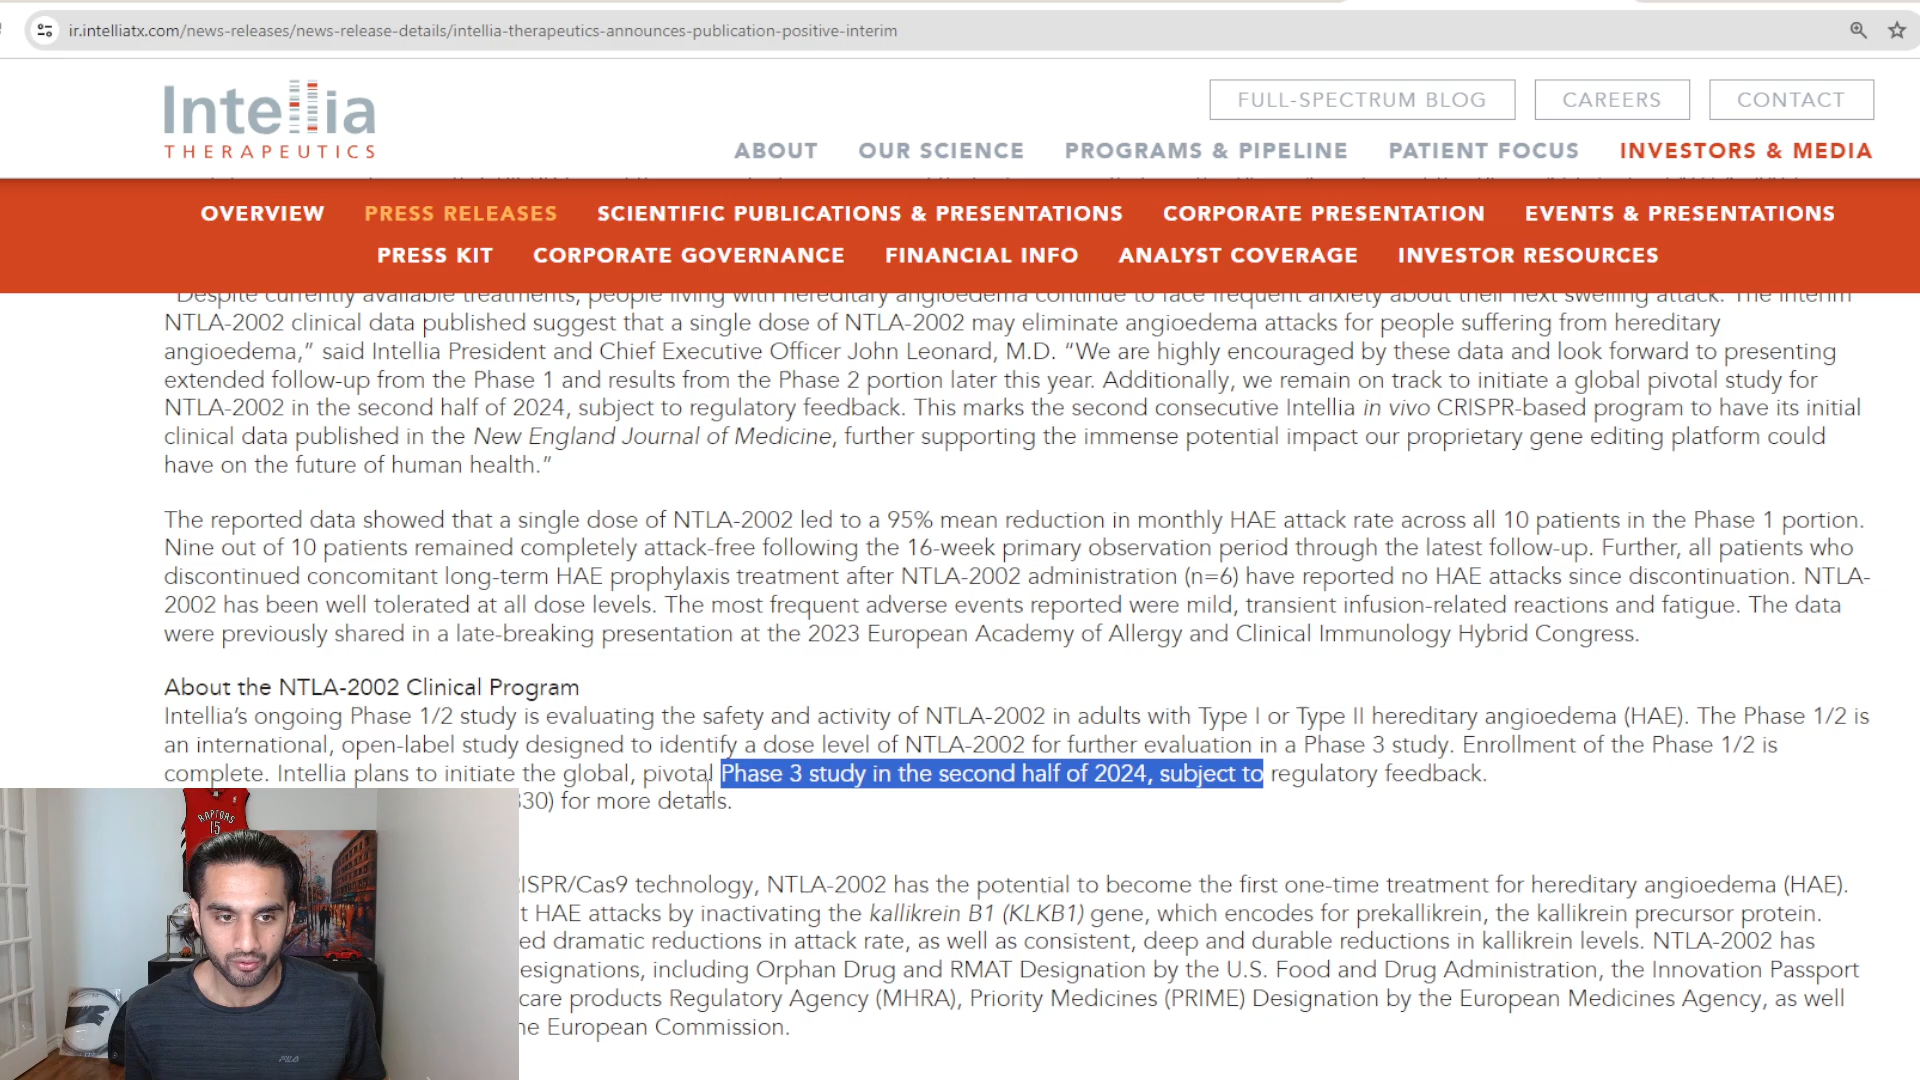 ir.intelliatx.com/news-releases/news-release-details/intellia-therapeutics-announces-publication-positive-interim
Intellia
THERAPEUTICS
FULL-SPECTRUM BLOG
CAREERS
CONTACT
ABOUT
OUR SCIENCE
PROGRAMS & PIPELINE
PATIENT FOCUS
INVESTORS & MEDIA
OVERVIEW
PRESS RELEASES
SCIENTIFIC PUBLICATIONS & PRESENTATIONS
CORPORATE PRESENTATION
EVENTS & PRESENTATIONS
PRESS KIT
CORPORATE GOVERNANCE
FINANCIAL INFO
ANALYST COVERAGE
INVESTOR RESOURCES
"Despite currently available treatments, people living with hereditary angioedema continue to face frequent anxiety about their next swelling attack. The interim
NTLA-2002 clinical data published suggest that a single dose of NTLA-2002 may eliminate angioedema attacks for people suffering from hereditary
angioedema,” said Intellia President and Chief Executive Officer John Leonard, M.D. “We are highly encouraged by these data and look forward to presenting
extended follow-up from the Phase 1 and results from the Phase 2 portion later this year. Additionally, we remain on track to initiate a global pivotal study for
NTLA-2002 in the second half of 2024, subject to regulatory feedback. This marks the second consecutive Intellia in vivo CRISPR-based program to have its initial
clinical data published in the New England Journal of Medicine, further supporting the immense potential impact our proprietary gene editing platform could
have on the future of human health.”
The reported data showed that a single dose of NTLA-2002 led to a 95% mean reduction in monthly HAE attack rate across all 10 patients in the Phase 1 portion.
Nine out of 10 patients remained completely attack-free following the 16-week primary observation period through the latest follow-up. Further, all patients who
discontinued concomitant long-term HAE prophylaxis treatment after NTLA-2002 administration (n=6) have reported no HAE attacks since discontinuation. NTLA-
2002 has been well tolerated at all dose levels. The most frequent adverse events reported were mild, transient infusion-related reactions and fatigue. The data
were previously shared in a late-breaking presentation at the 2023 European Academy of Allergy and Clinical Immunology Hybrid Congress.
About the NTLA-2002 Clinical Program
Intellia’s ongoing Phase 1/2 study is evaluating the safety and activity of NTLA-2002 in adults with Type I or Type II hereditary angioedema (HAE). The Phase 1/2 is
an international, open-label study designed to identify a dose level of NTLA-2002 for further evaluation in a Phase 3 study. Enrollment of the Phase 1/2 is
complete. Intellia plans to initiate the global, pivotal Phase 3 study in the second half of 2024, subject to regulatory feedback.
30) for more details.
RAPTORS
15
ISPR/Cas9 technology, NTLA-2002 has the potential to become the first one-time treatment for hereditary angioedema (HAE).
t HAE attacks by inactivating the kallikrein B1 (KLKB1) gene, which encodes for prekallikrein, the kallikrein precursor protein.
ed dramatic reductions in attack rate, as well as consistent, deep and durable reductions in kallikrein levels. NTLA-2002 has
esignations, including Orphan Drug and RMAT Designation by the U.S. Food and Drug Administration, the Innovation Passport
care products Regulatory Agency (MHRA), Priority Medicines (PRIME) Designation by the European Medicines Agency, as well
he European Commission.
FILA